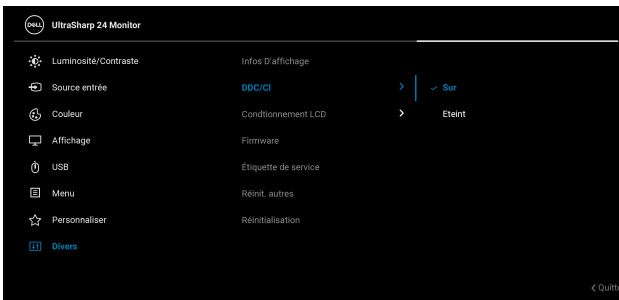 DELL UltraSharp 24 Monitor
Luminosité/Contraste Infos D'affichage
Source entrée DDC/CI Sur
Couleur Condtionnement LCD Eteint
Affichage Firmware
USB Étiquette de service
Menu Réinit. autres
Personnaliser Réinitialisation
Divers